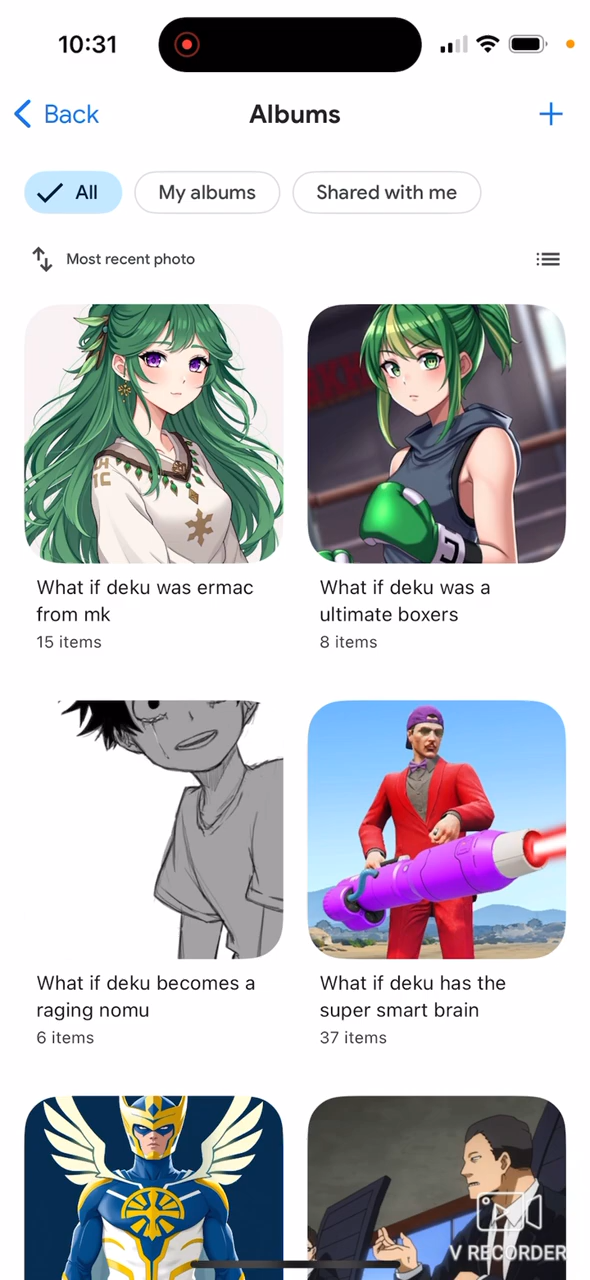 10:31
Back
Albums
All
My albums
Shared with me
Most recent photo
What if deku was ermac
from mk
15 items
What if deku was a
ultimate boxers
8 items
What if deku becomes a
raging nomu
6 items
What if deku has the
super smart brain
37 items
V RECORDER